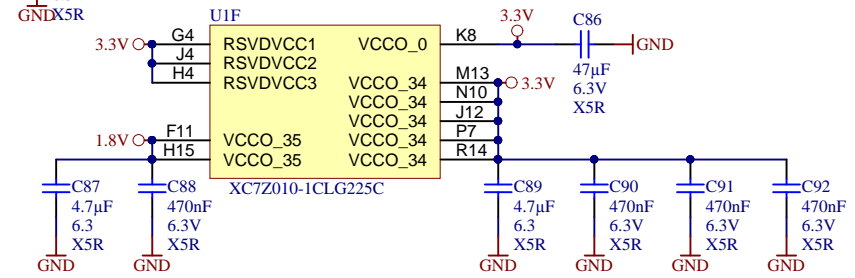 GND
X5R
U1F
3.3V
G4
RSVDVCC1
J4
RSVDVCC2
H4
RSVDVCC3
VCCO_0
K8
3.3V
C86
GND
47µF
6.3V
X5R
VCCO_34
M13
3.3V
VCCO_34
N10
VCCO_34
J12
VCCO_34
P7
VCCO_34
R14
1.8V
F11
VCCO_35
H15
VCCO_35
XC7Z010-1CLG225C
C87
4.7µF
6.3
X5R
GND
C88
470nF
6.3V
X5R
GND
C89
4.7µF
6.3
X5R
GND
C90
470nF
6.3V
X5R
GND
C91
470nF
6.3V
X5R
GND
C92
470nF
6.3V
X5R
GND